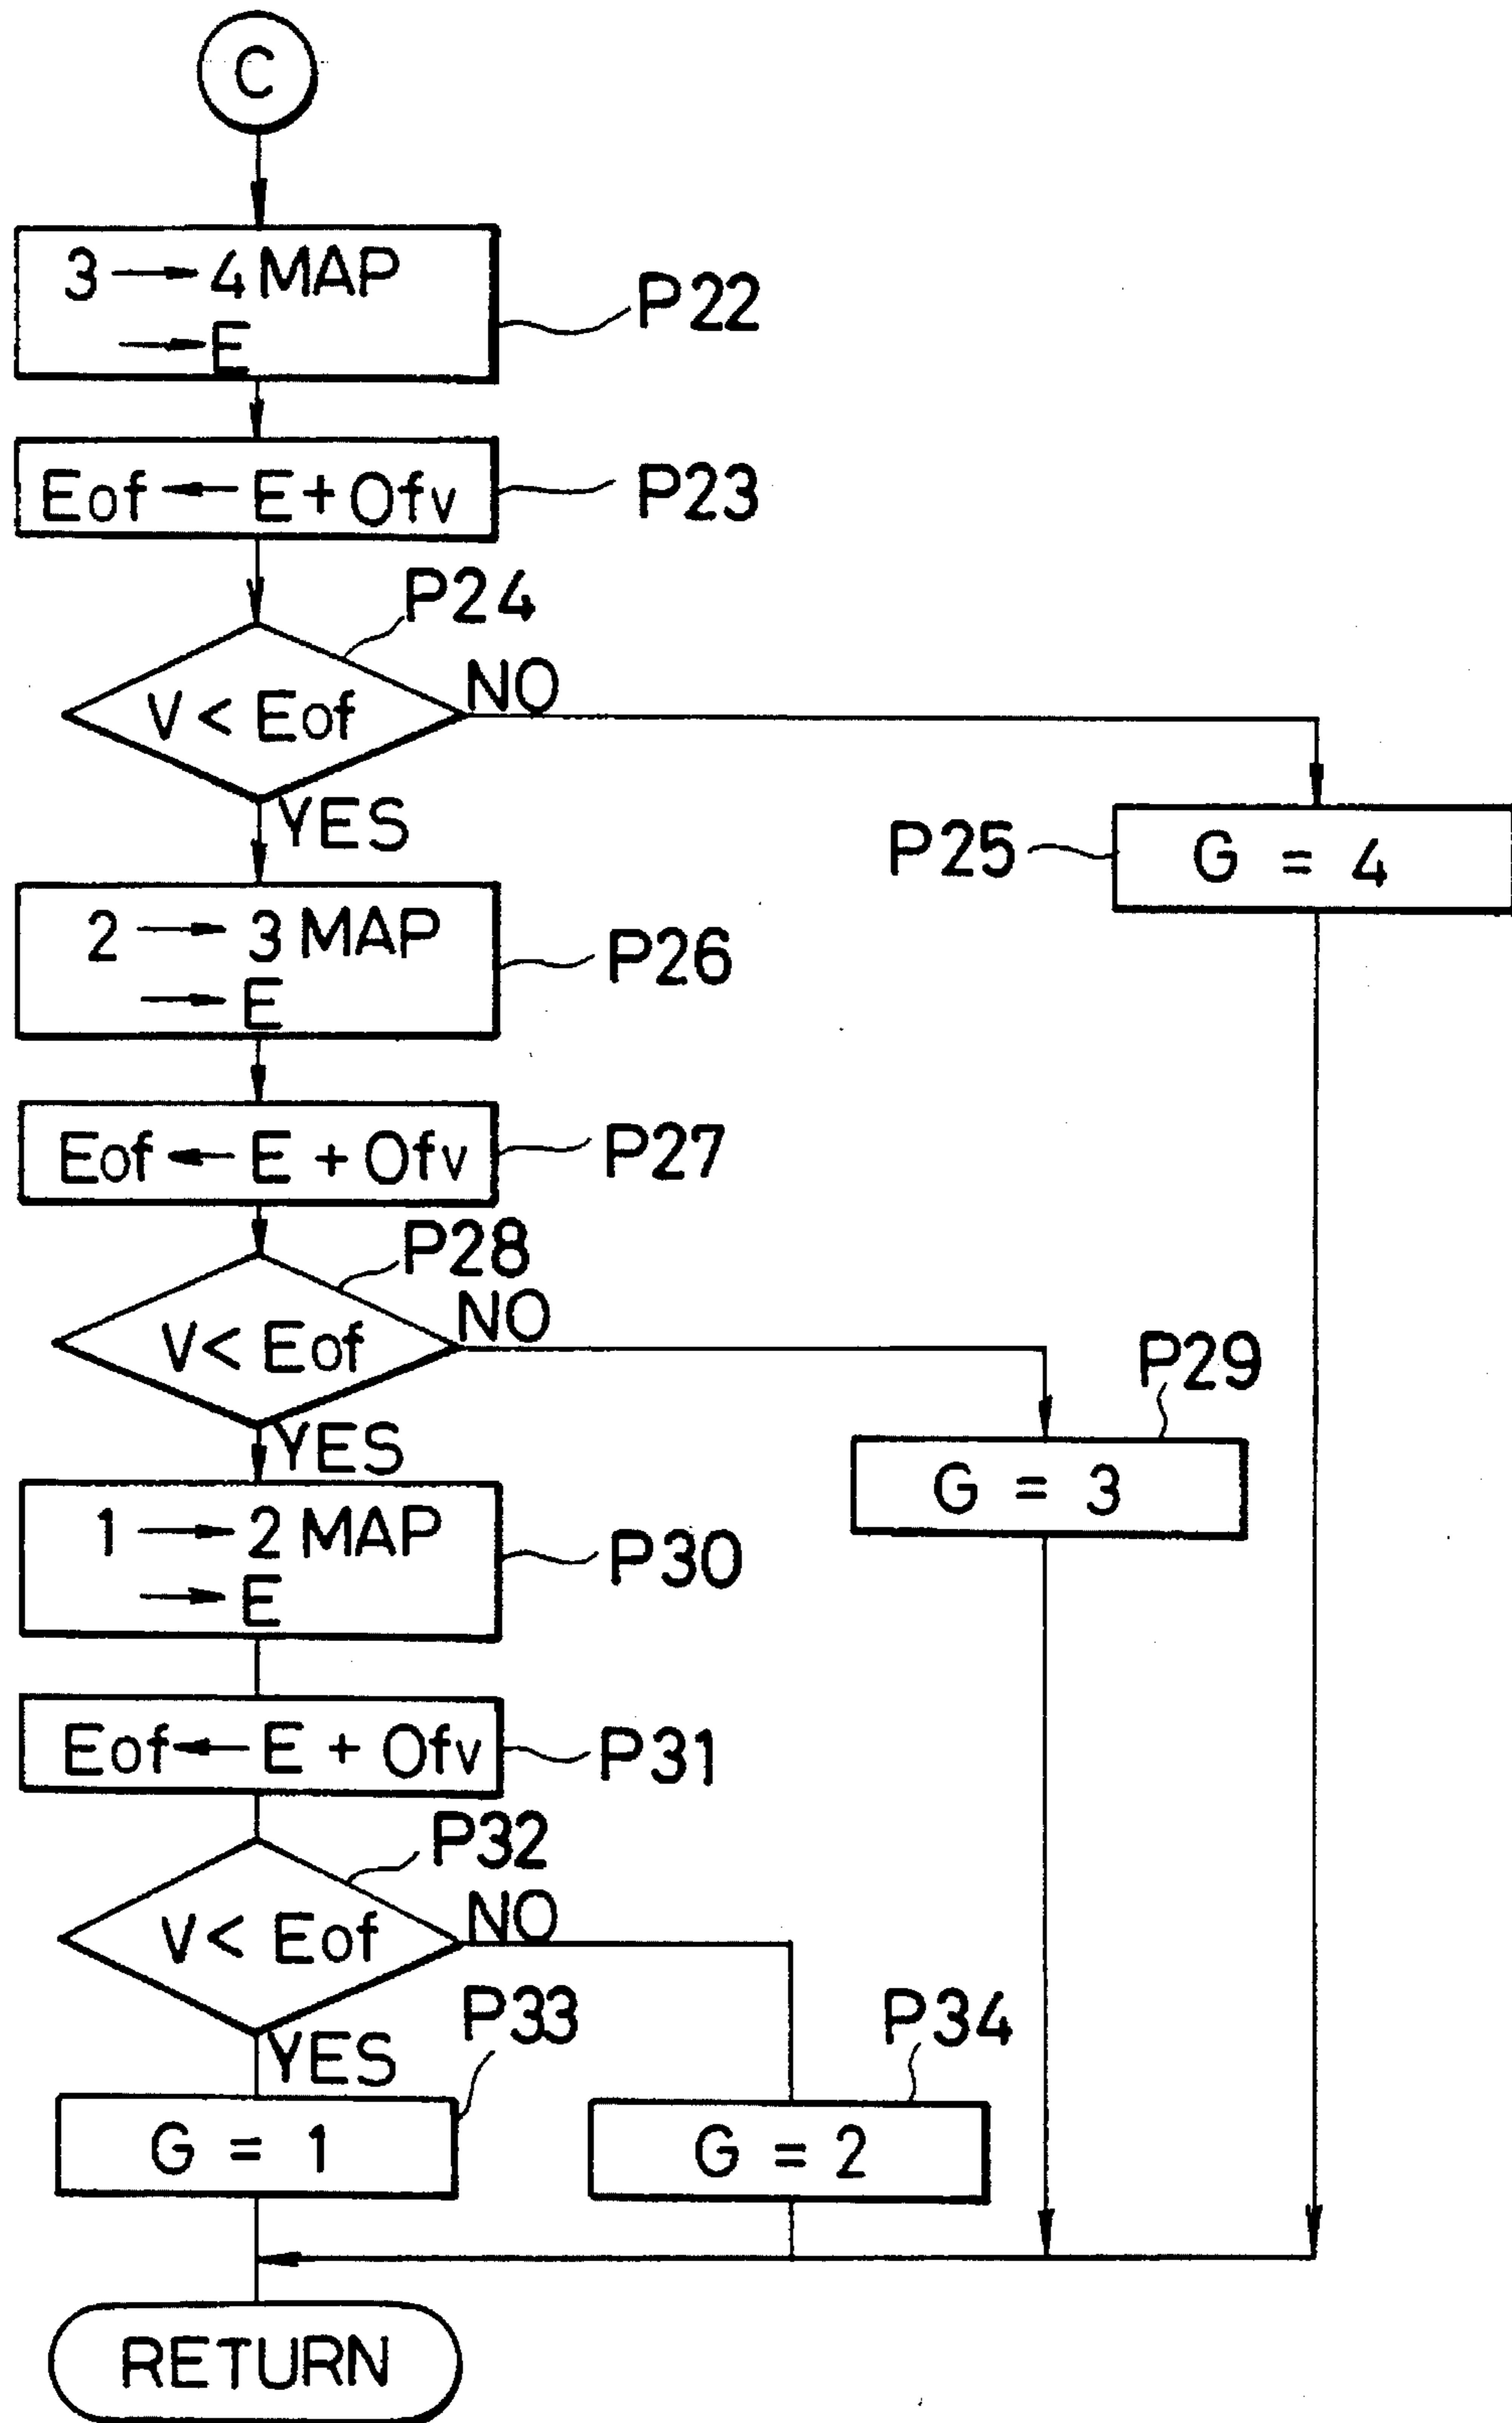 C
3 → 4 MAP
→ E
P22
Eof ← E + Ofv
P23
P24
V < Eof
NO
YES
P25
G = 4
2 → 3 MAP
→ E
P26
Eof ← E + Ofv
P27
P28
V < Eof
NO
YES
P29
G = 3
1 → 2 MAP
→ E
P30
Eof ← E + Ofv
P31
P32
V < Eof
NO
YES
P33
P34
G = 1
G = 2
RETURN